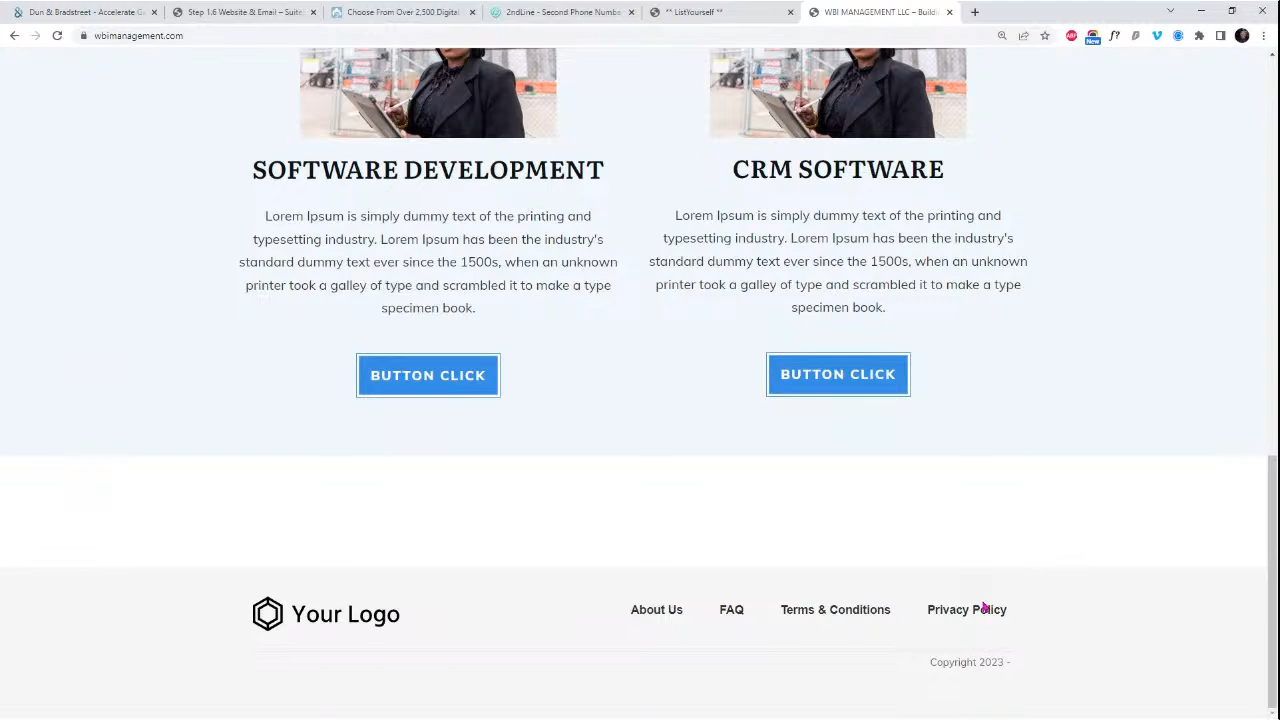 Dun & Bradstreet - Accelerate G
Step 1.6 Website & Email – Suite
Choose From Over 2,500 Digital
2ndLine - Second Phone Numbe
** ListYourself **
WBI MANAGEMENT LLC – Buildi
wbimanagement.com
ABP
New
f?
SOFTWARE DEVELOPMENT
Lorem Ipsum is simply dummy text of the printing and
typesetting industry. Lorem Ipsum has been the industry's
standard dummy text ever since the 1500s, when an unknown
printer took a galley of type and scrambled it to make a type
specimen book.
BUTTON CLICK
CRM SOFTWARE
Lorem Ipsum is simply dummy text of the printing and
typesetting industry. Lorem Ipsum has been the industry's
standard dummy text ever since the 1500s, when an unknown
printer took a galley of type and scrambled it to make a type
specimen book.
BUTTON CLICK
Your Logo
About Us FAQ Terms & Conditions Privacy Policy
Copyright 2023 -